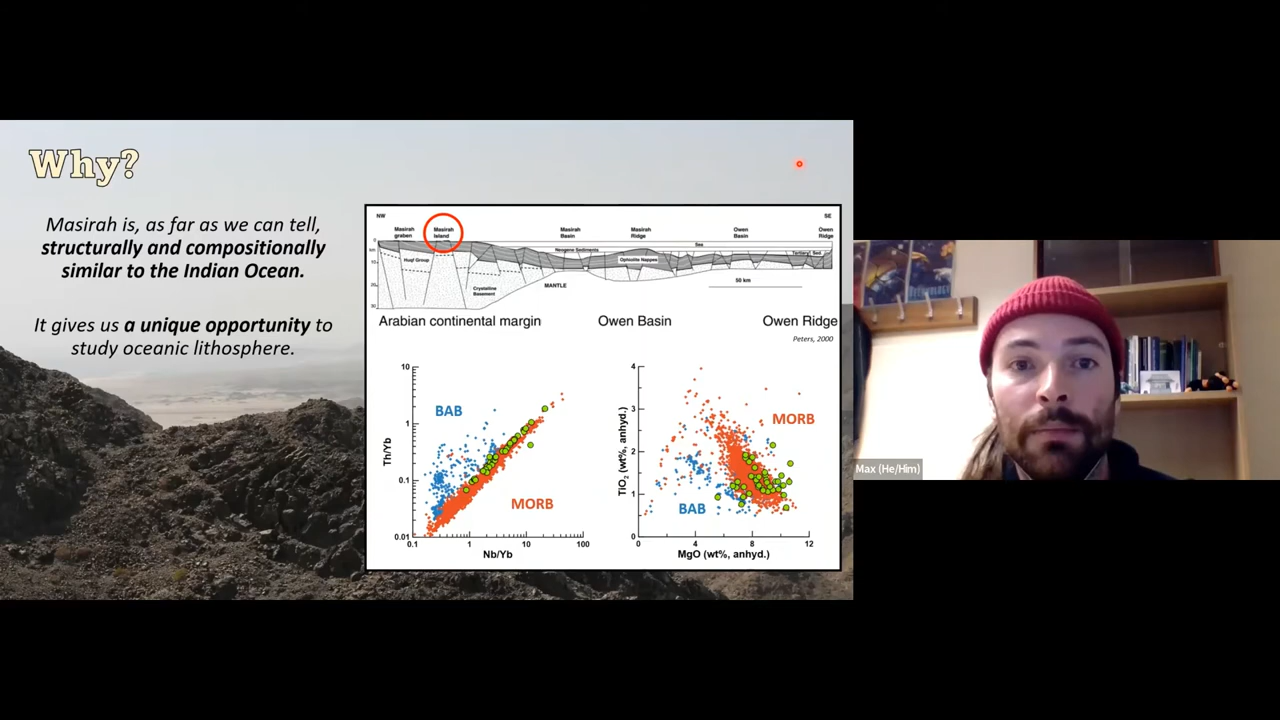 Why?
Masirah is, as far as we can tell,
structurally and compositionally
similar to the Indian Ocean.
It gives us a unique opportunity to
study oceanic lithosphere.
NW
SE
Masirah
graben
Masirah
Island
Masirah
Basin
Masirah
Ridge
Owen
Basin
Owen
Ridge
0
km
10
20
30
Sea
Neogene Sediments
Tertiary Sed.
Huqf Group
Ophiolite Nappes
Crystalline
Basement
MANTLE
50 km
Arabian continental margin
Owen Basin
Owen Ridge
Peters, 2000
10
1
0.1
0.01
Th/Yb
BAB
MORB
0.1
1
10
100
Nb/Yb
4
3
2
1
0
TiO2 (wt%, anhyd.)
MORB
BAB
0
4
8
12
MgO (wt%, anhyd.)
Max (He/Him)